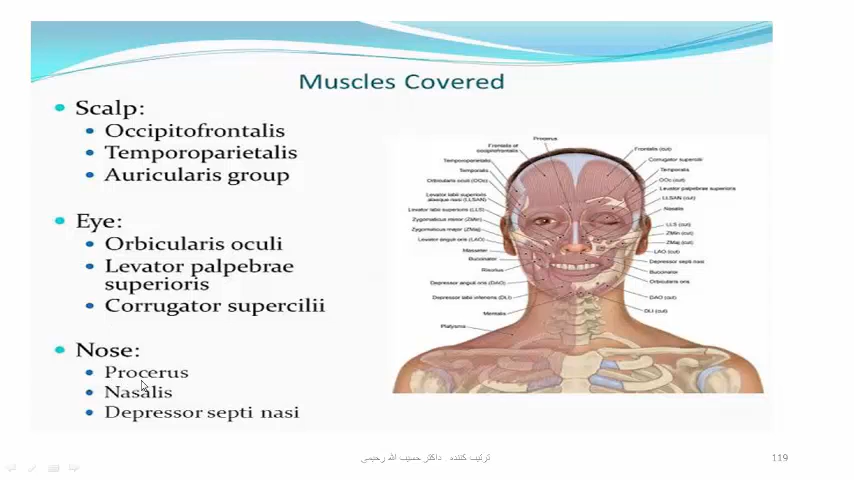 Muscles Covered
Scalp:
Occipitofrontalis
Temporoparietalis
Auricularis group
Eye:
Orbicularis oculi
Levator palpebrae
superioris
Corrugator supercilii
Nose:
Procerus
Nasalis
Depressor septi nasi
Procerus
Frontalis of
occipitofrontalis
Temporoparietalis
Temporalis
Orbicularis oculi (OOc)
Levator labii superioris
alaeque nasi (LLSAN)
Levator labii superioris (LLS)
Zygomaticus minor (ZMin)
Zygomaticus major (ZMaj)
Levator anguli oris (LAO)
Masseter
Buccinator
Risorius
Depressor anguli oris (DAO)
Depressor labii inferioris (DLI)
Mentalis
Platysma
Frontalis (cut)
Corrugator supercilii
Temporalis
OOc (cut)
Levator palpebrae superioris
LLSAN (cut)
Nasalis
LLS (cut)
ZMin (cut)
ZMaj (cut)
LAO (cut)
Depressor septi nasi
Buccinator
Orbicularis oris
DAO (cut)
DLI (cut)
ترتیب کننده داکتر حسیب الله رحیمی
119